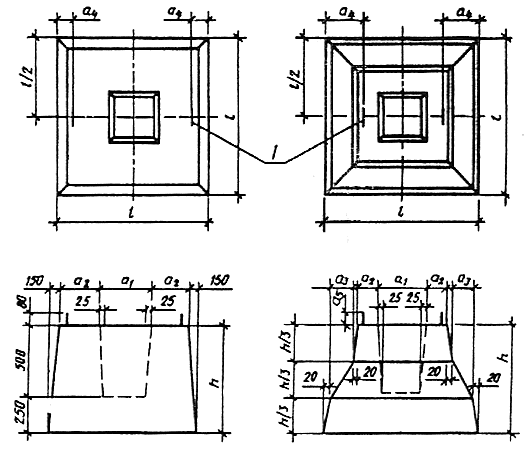 a4 a4 a4 a4
l/2 l l/2 l
1
l l
150 a2 a1 a2 150 a3 a2 a1 a2 a3
80 25 25 a5 25 25
500 h h/3 h/3 h/3 h
20 20 20 20
250